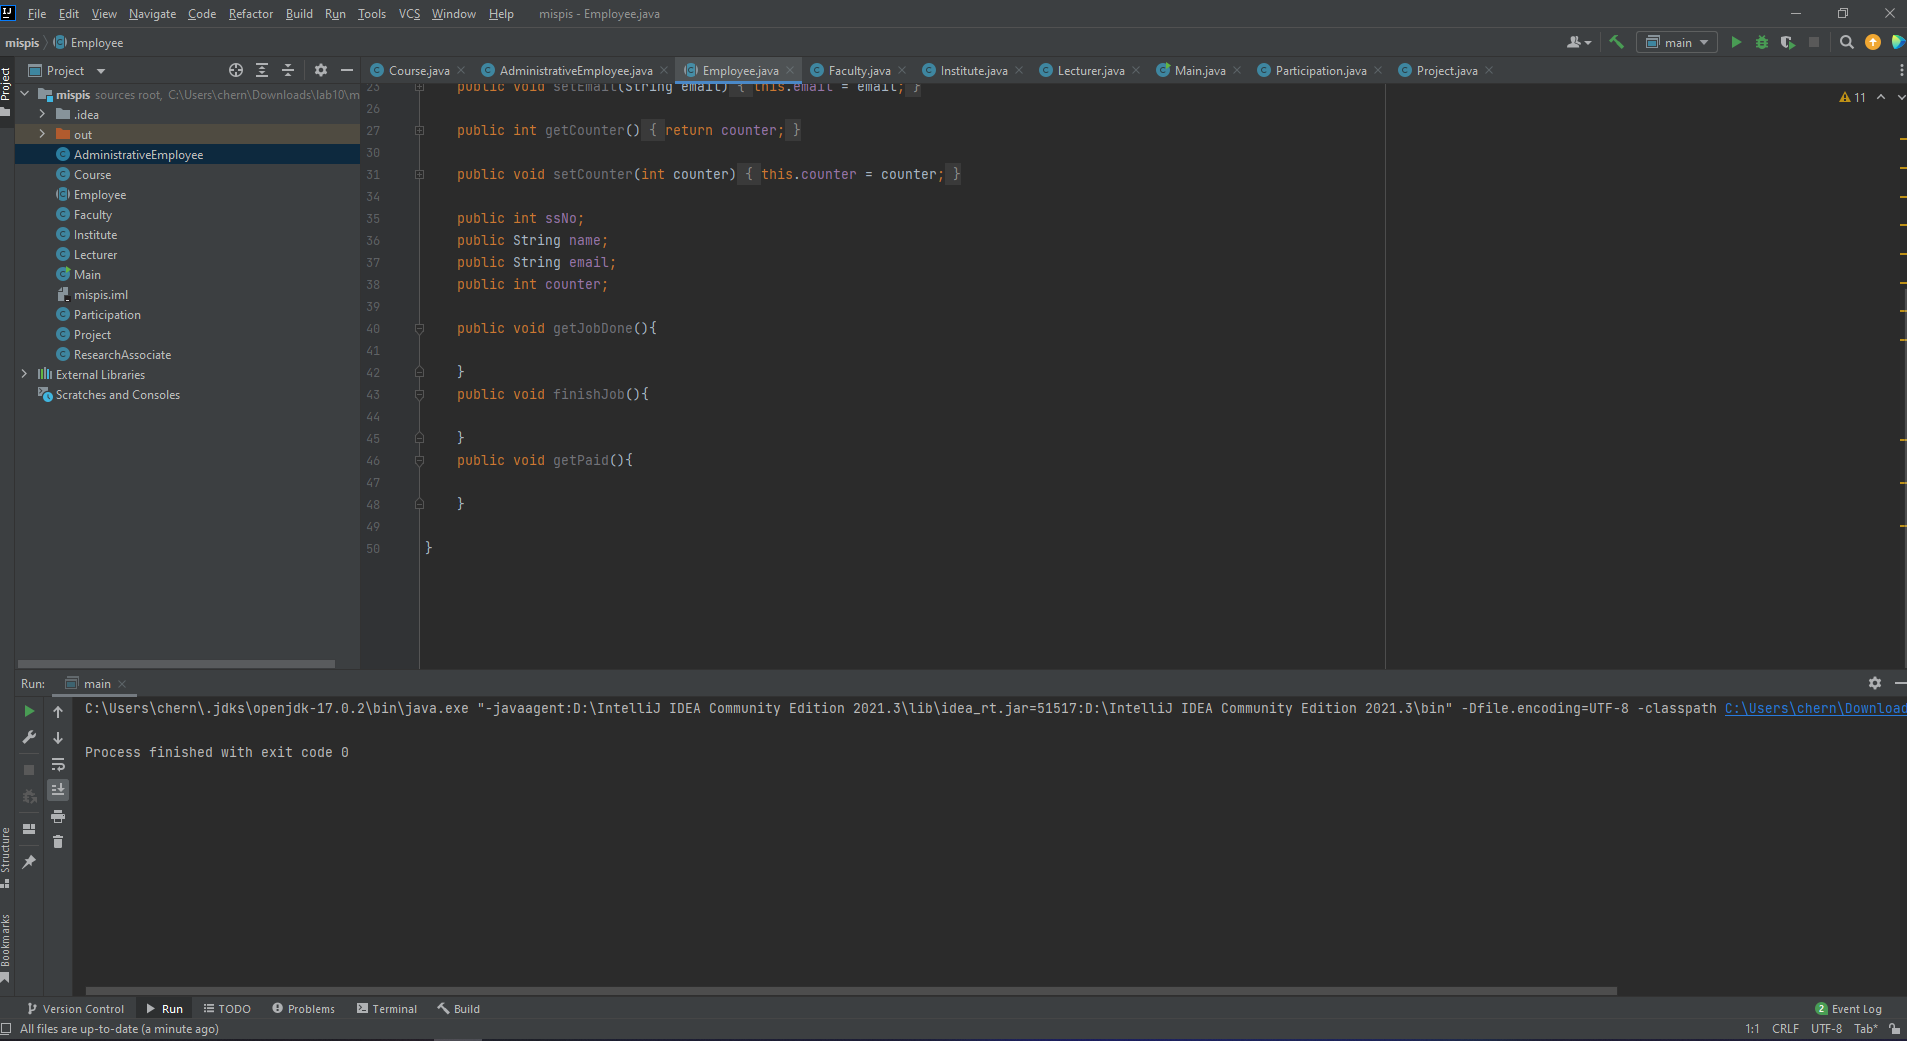 File Edit View Navigate Code Refactor Build Run Tools VCS Window Help mispis - Employee.java
mispis Employee main
Project
Course.java AdministrativeEmployee.java Employee.java Faculty.java Institute.java Lecturer.java Main.java Participation.java Project.java
Project
mispis sources root, C:\Users\chern\Downloads\lab10\m
.idea
out
AdministrativeEmployee
Course
Employee
Faculty
Institute
Lecturer
Main
mispis.iml
Participation
Project
ResearchAssociate
External Libraries
Scratches and Consoles
11
23 public void setEmail(String email) { this.email = email; }
26
27 public int getCounter() { return counter; }
30
31 public void setCounter(int counter) { this.counter = counter; }
34
35 public int ssNo;
36 public String name;
37 public String email;
38 public int counter;
39
40 public void getJobDone(){
41
42 }
43 public void finishJob(){
44
45 }
46 public void getPaid(){
47
48 }
49
50 }
Run: main
C:\Users\chern\.jdks\openjdk-17.0.2\bin\java.exe "-javaagent:D:\IntelliJ IDEA Community Edition 2021.3\lib\idea_rt.jar=51517:D:\IntelliJ IDEA Community Edition 2021.3\bin" -Dfile.encoding=UTF-8 -classpath C:\Users\chern\Download
Process finished with exit code 0
Structure
Bookmarks
Version Control Run TODO Problems Terminal Build 2 Event Log
All files are up-to-date (a minute ago) 1:1 CRLF UTF-8 Tab*